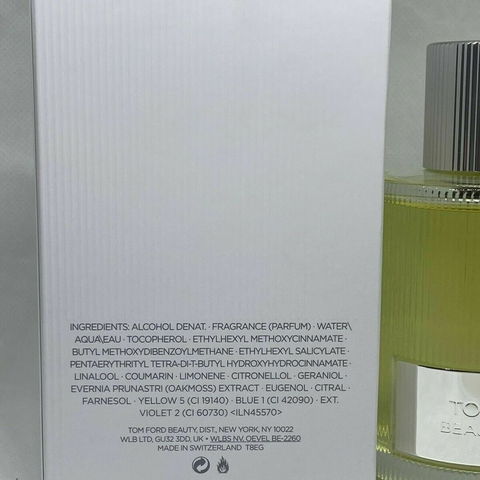 INGREDIENTS: ALCOHOL DENAT. · FRAGRANCE (PARFUM) · WATER\
AQUA\EAU · TOCOPHEROL · ETHYLHEXYL METHOXYCINNAMATE ·
BUTYL METHOXYDIBENZOYLMETHANE · ETHYLHEXYL SALICYLATE ·
PENTAERYTHRITYL TETRA-DI-T-BUTYL HYDROXYHYDROCINNAMATE ·
LINALOOL · COUMARIN · LIMONENE · CITRONELLOL · GERANIOL ·
EVERNIA PRUNASTRI (OAKMOSS) EXTRACT · EUGENOL · CITRAL ·
FARNESOL · YELLOW 5 (CI 19140) · BLUE 1 (CI 42090) · EXT.
VIOLET 2 (CI 60730) <ILN45570>
TOM FORD BEAUTY, DIST., NEW YORK, NY 10022
WLB LTD, GU32 3DD, UK • WLBS NV. OEVEL BE-2260
MADE IN SWITZERLAND T8EG
TO
BEA